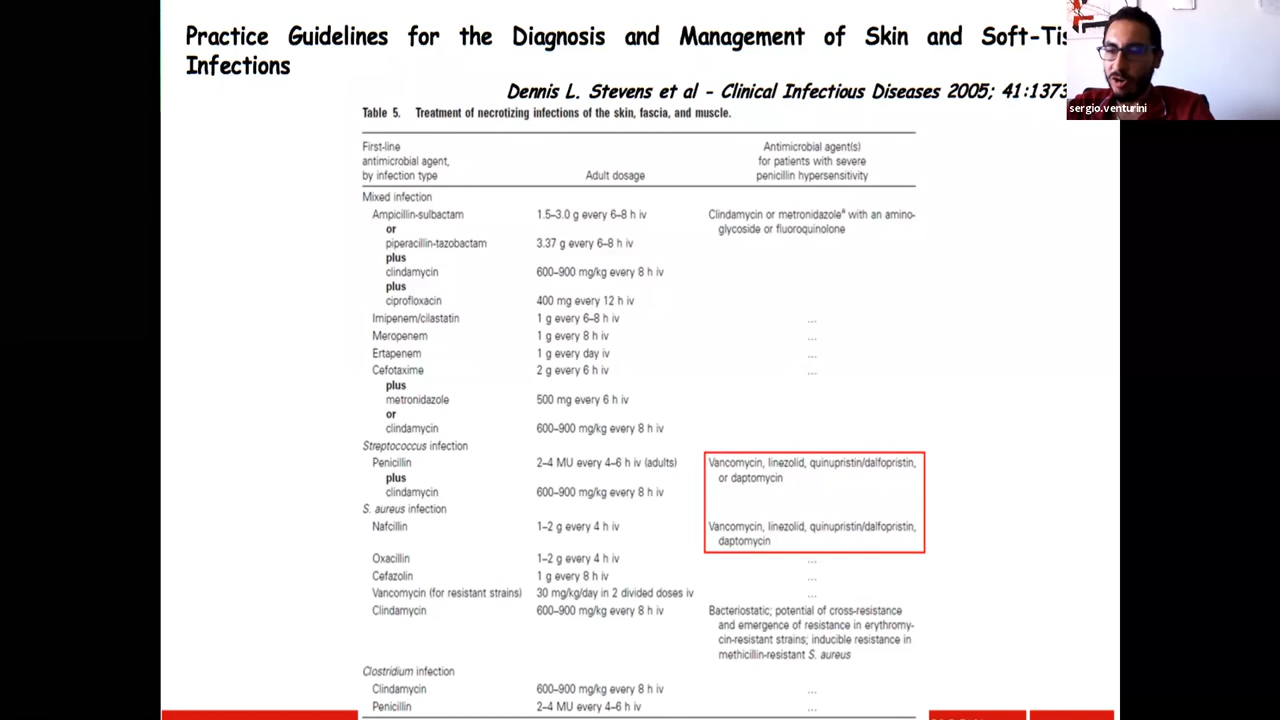 Practice Guidelines for the Diagnosis and Management of Skin and Soft-Tis
Infections
Dennis L. Stevens et al - Clinical Infectious Diseases 2005; 41:1373
sergio.venturini
Table 5. Treatment of necrotizing infections of the skin, fascia, and muscle.
First-line
antimicrobial agent,
by infection type
Adult dosage
Antimicrobial agent(s)
for patients with severe
penicillin hypersensitivity
Mixed infection
Ampicillin-sulbactam 1.5–3.0 g every 6–8 h iv Clindamycin or metronidazoleª with an amino-
or glycoside or fluoroquinolone
piperacillin-tazobactam 3.37 g every 6–8 h iv
plus
clindamycin 600–900 mg/kg every 8 h iv
plus
ciprofloxacin 400 mg every 12 h iv
Imipenem/cilastatin 1 g every 6–8 h iv ...
Meropenem 1 g every 8 h iv ...
Ertapenem 1 g every day iv ...
Cefotaxime 2 g every 6 h iv ...
plus
metronidazole 500 mg every 6 h iv
or
clindamycin 600–900 mg/kg every 8 h iv
Streptococcus infection
Penicillin 2–4 MU every 4–6 h iv (adults) Vancomycin, linezolid, quinupristin/dalfopristin,
plus or daptomycin
clindamycin 600–900 mg/kg every 8 h iv
S. aureus infection
Nafcillin 1–2 g every 4 h iv Vancomycin, linezolid, quinupristin/dalfopristin,
daptomycin
Oxacillin 1–2 g every 4 h iv ...
Cefazolin 1 g every 8 h iv ...
Vancomycin (for resistant strains) 30 mg/kg/day in 2 divided doses iv ...
Clindamycin 600–900 mg/kg every 8 h iv Bacteriostatic; potential of cross-resistance
and emergence of resistance in erythromy-
cin-resistant strains; inducible resistance in
methicillin-resistant S. aureus
Clostridium infection
Clindamycin 600–900 mg/kg every 8 h iv ...
Penicillin 2–4 MU every 4–6 h iv ...